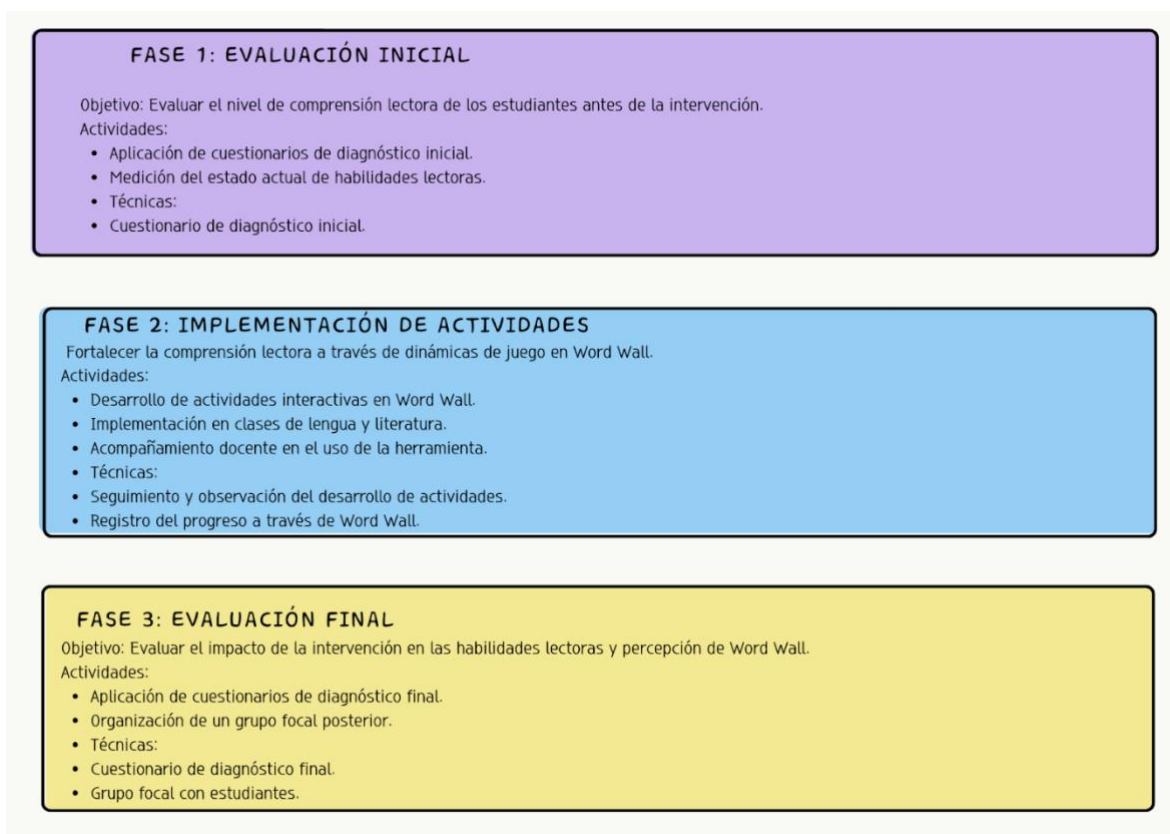 FASE 1: EVALUACIÓN INICIAL
Objetivo: Evaluar el nivel de comprensión lectora de los estudiantes antes de la intervención.
Actividades:
• Aplicación de cuestionarios de diagnóstico inicial.
• Medición del estado actual de habilidades lectoras.
• Técnicas:
• Cuestionario de diagnóstico inicial.
FASE 2: IMPLEMENTACIÓN DE ACTIVIDADES
Fortalecer la comprensión lectora a través de dinámicas de juego en Word Wall.
Actividades:
• Desarrollo de actividades interactivas en Word Wall.
• Implementación en clases de lengua y literatura.
• Acompañamiento docente en el uso de la herramienta.
• Técnicas:
• Seguimiento y observación del desarrollo de actividades.
• Registro del progreso a través de Word Wall.
FASE 3: EVALUACIÓN FINAL
Objetivo: Evaluar el impacto de la intervención en las habilidades lectoras y percepción de Word Wall.
Actividades:
• Aplicación de cuestionarios de diagnóstico final.
• Organización de un grupo focal posterior.
• Técnicas:
• Cuestionario de diagnóstico final.
• Grupo focal con estudiantes.